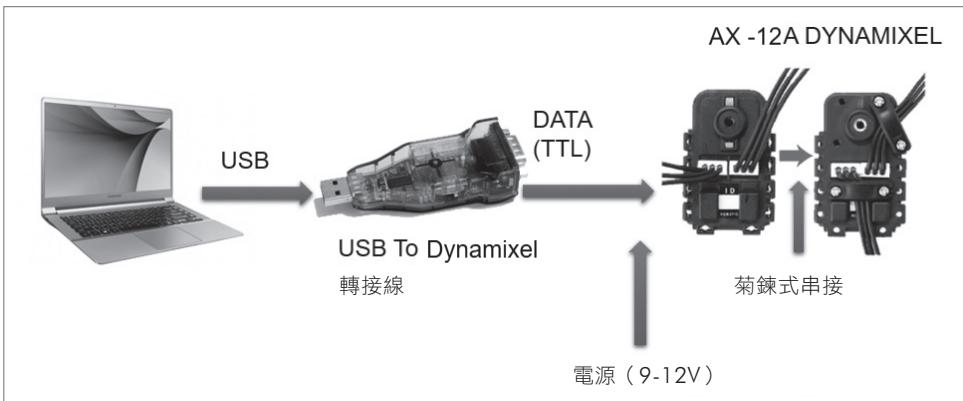 AX -12A DYNAMIXEL
USB
DATA
(TTL)
I D
USB To Dynamixel
轉接線
菊鍊式串接
電源（9-12V）